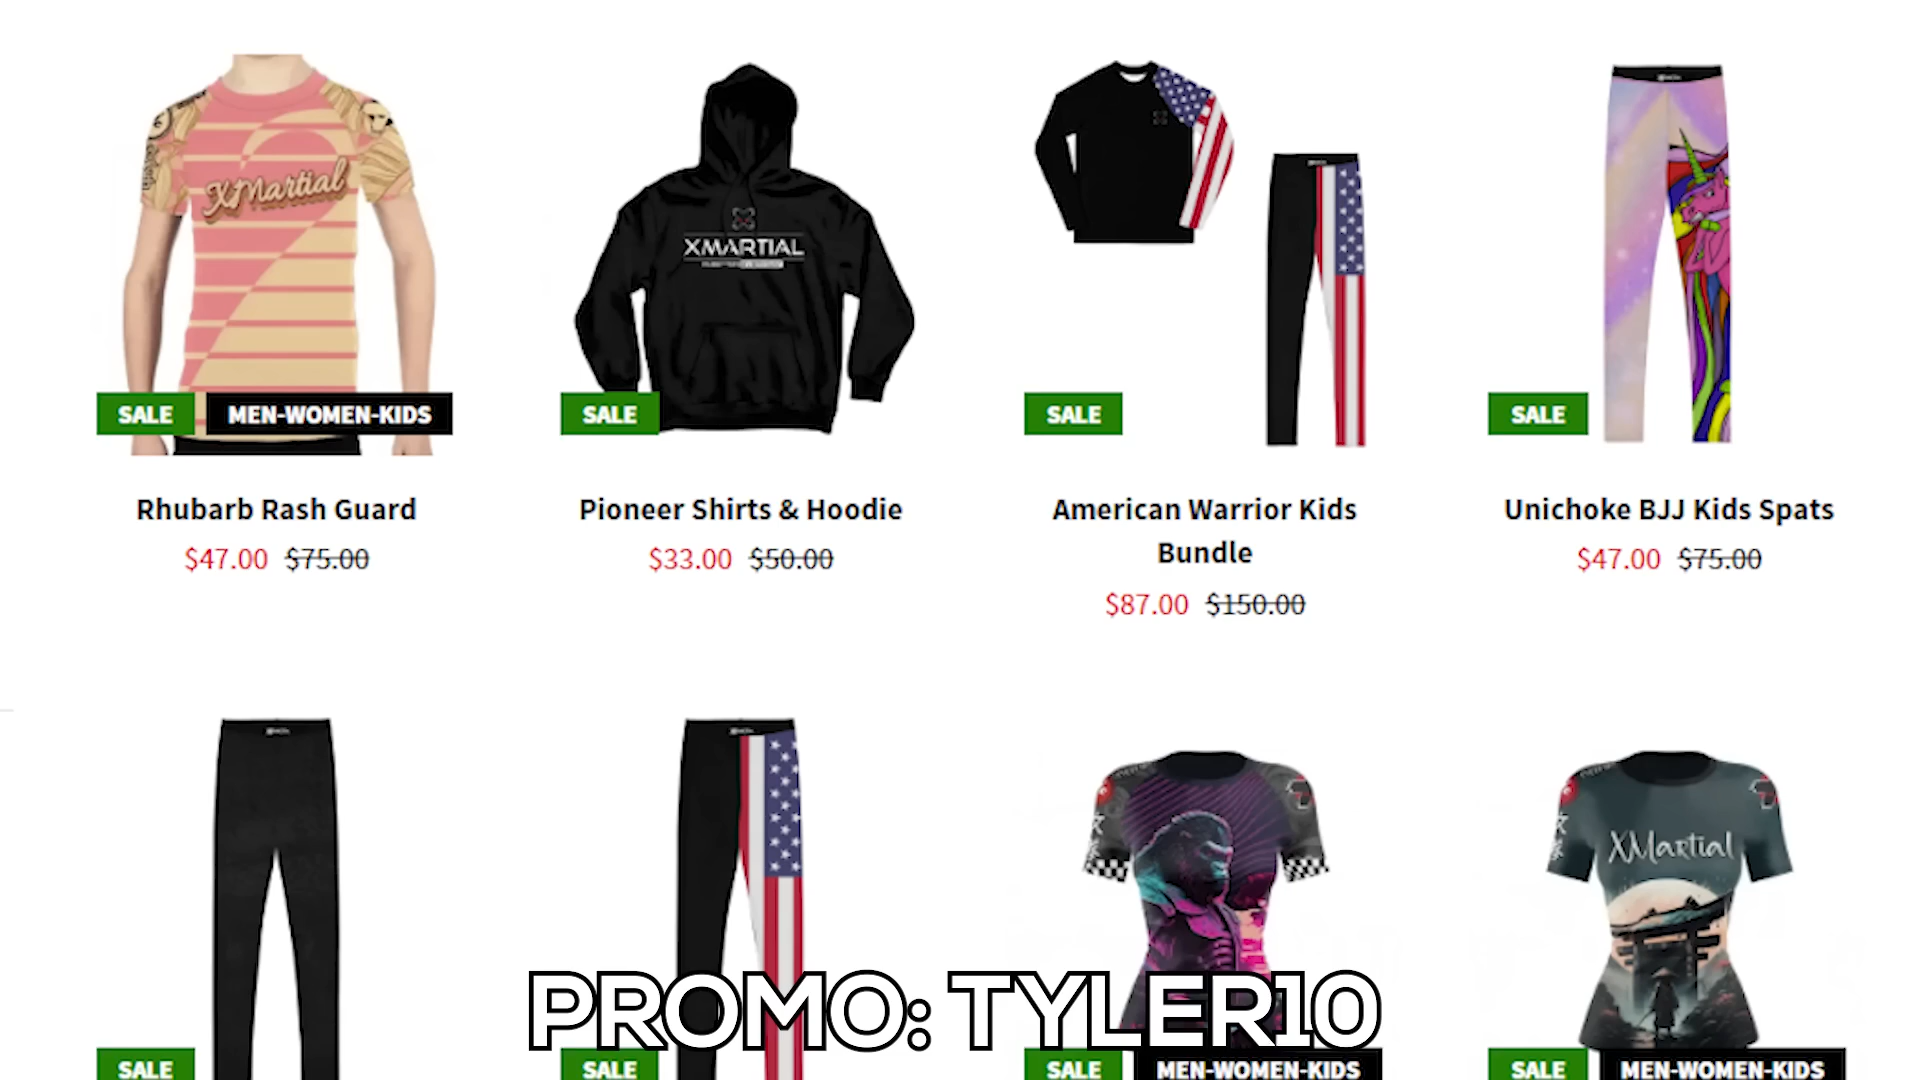 XMartial
XMARTIAL
SALE
MEN-WOMEN-KIDS
SALE
SALE
SALE
Rhubarb Rash Guard
$47.00 $75.00
Pioneer Shirts & Hoodie
$33.00 $50.00
American Warrior Kids
Bundle
$87.00 $150.00
Unichoke BJJ Kids Spats
$47.00 $75.00
XMartial
PROMO: TYLER10
SALE
SALE
SALE
MEN-WOMEN-KIDS
SALE
MEN-WOMEN-KIDS